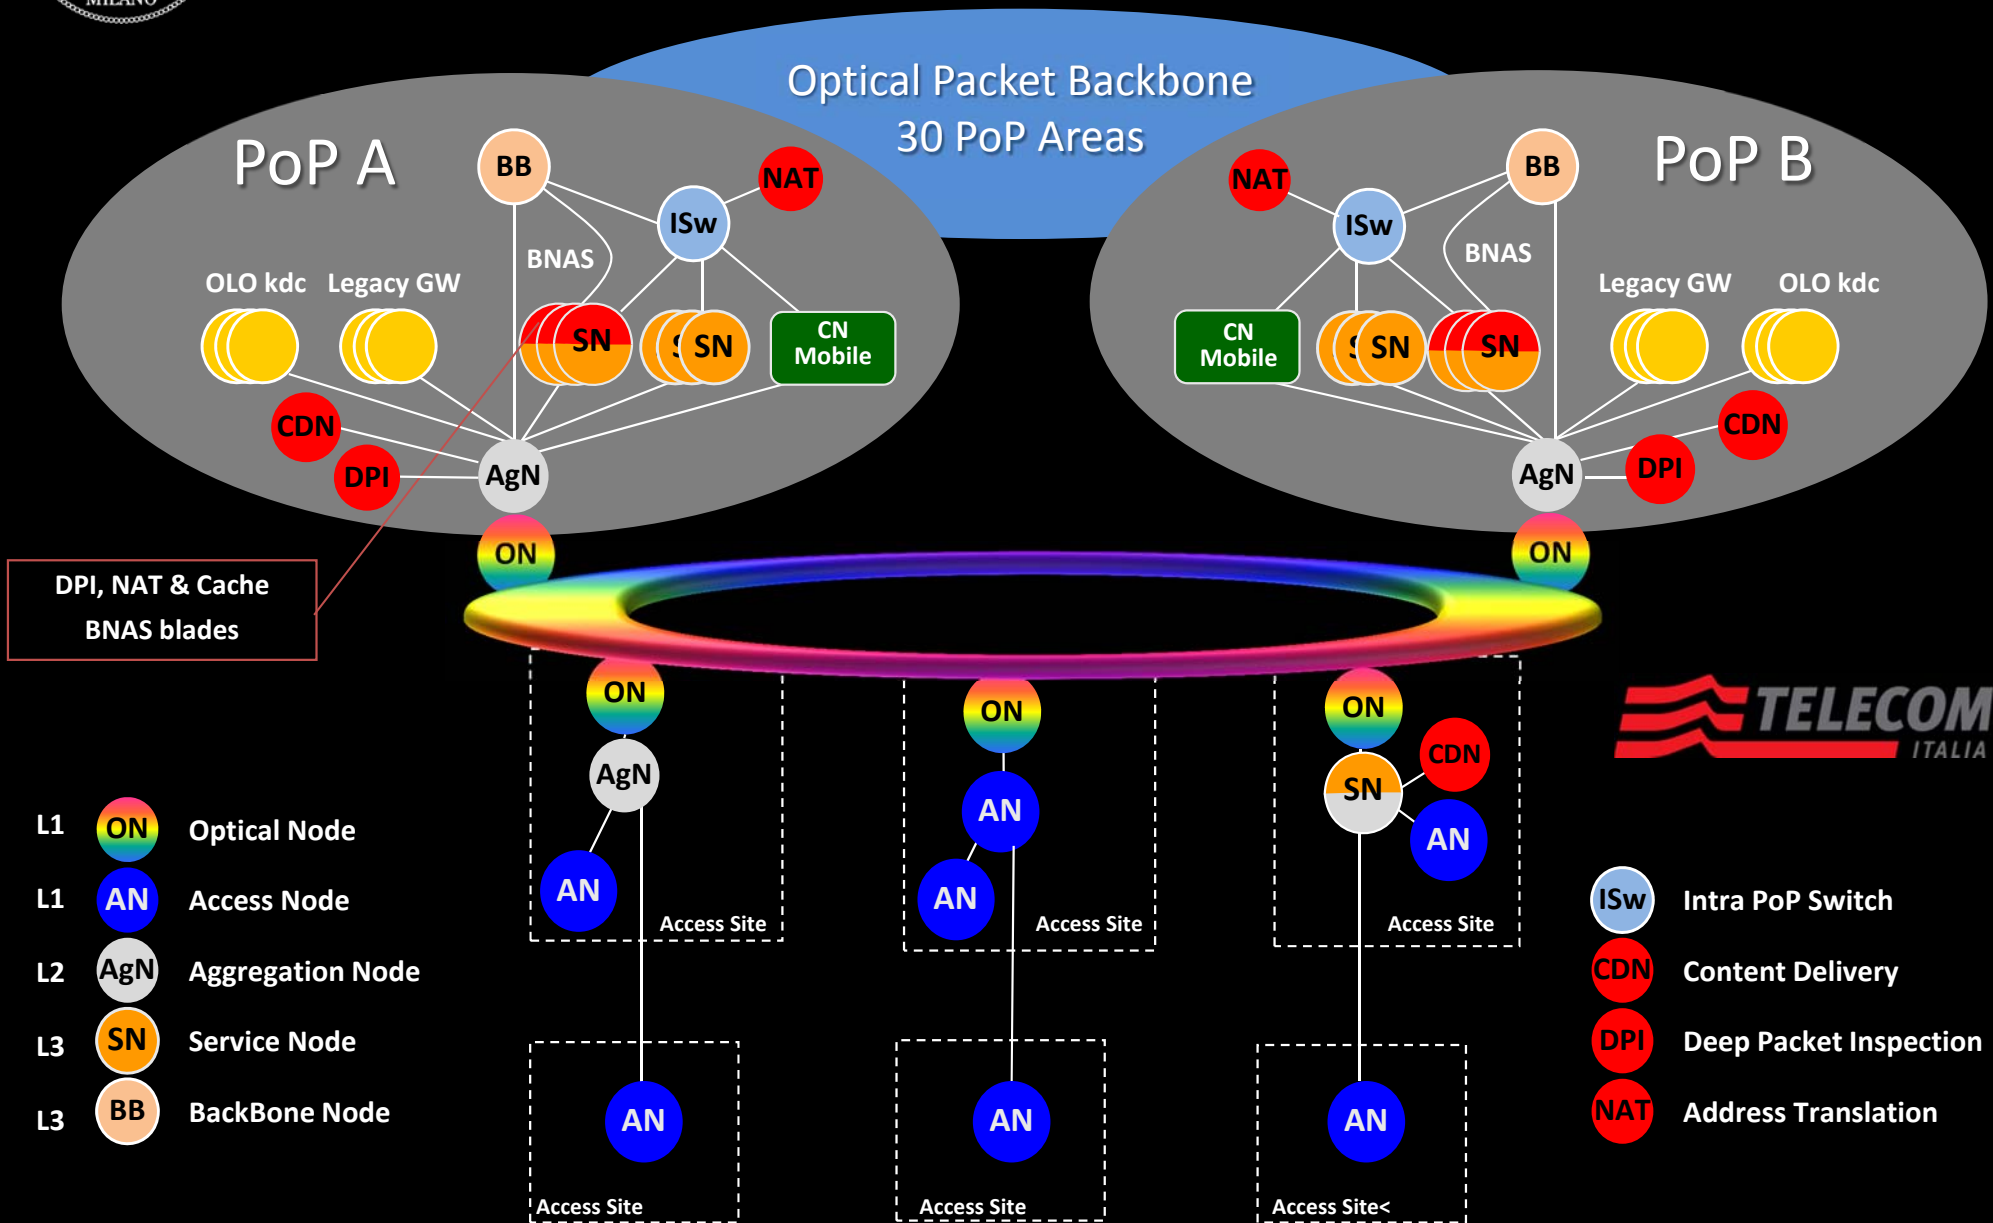 MILANO
Optical Packet Backbone
30 PoP Areas
PoP A
BB
NAT
ISw
BNAS
OLO kdc
Legacy GW
SN
S
SN
CN
Mobile
CDN
DPI
AgN
ON
PoP B
NAT
BB
ISw
BNAS
Legacy GW
OLO kdc
CN
Mobile
S
SN
SN
CDN
AgN
DPI
ON
DPI, NAT & Cache
BNAS blades
ON
AgN
AN
Access Site
AN
Access Site
ON
AN
AN
Access Site
AN
Access Site
ON
CDN
SN
AN
Access Site
AN
Access Site<
TELECOM
ITALIA
L1 ON Optical Node
L1 AN Access Node
L2 AgN Aggregation Node
L3 SN Service Node
L3 BB BackBone Node
ISw Intra PoP Switch
CDN Content Delivery
DPI Deep Packet Inspection
NAT Address Translation